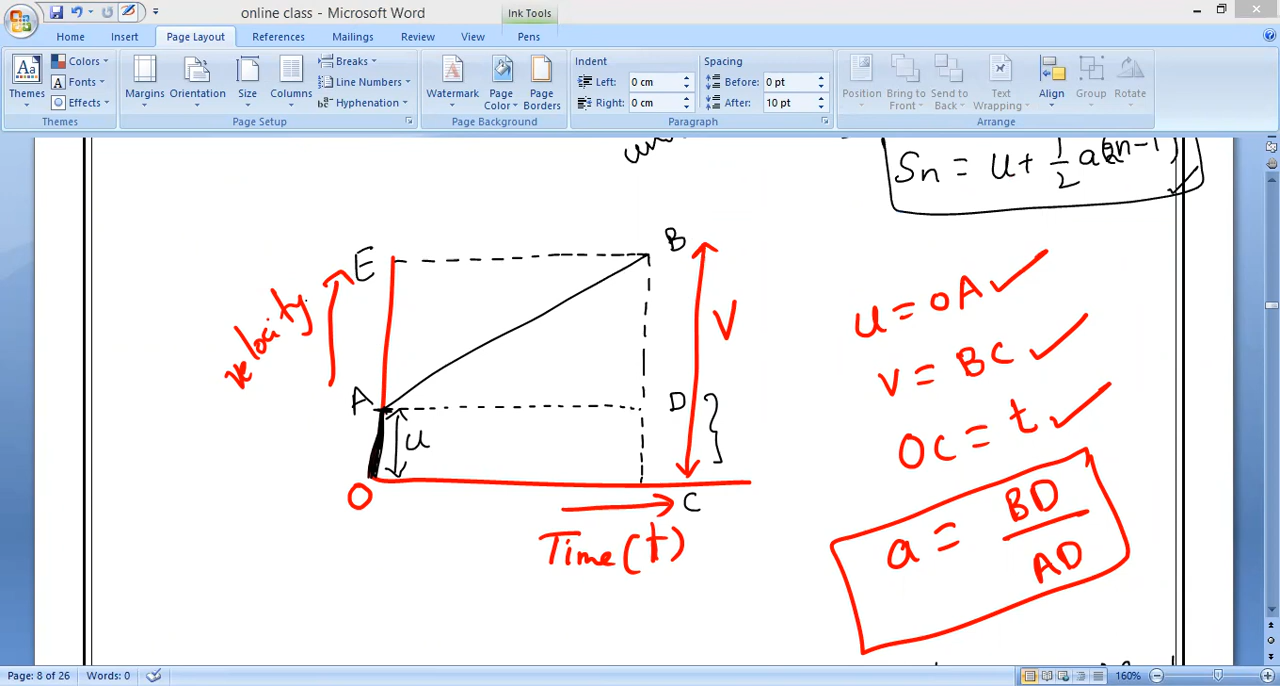 online class - Microsoft Word
Ink Tools
Home Insert Page Layout References Mailings Review View Pens
Themes
Colors
Fonts
Effects
Themes
Margins
Orientation
Size
Columns
Breaks
Line Numbers
Hyphenation
Page Setup
Watermark
Page Color
Page Borders
Page Background
Indent
Left: 0 cm
Right: 0 cm
Spacing
Before: 0 pt
After: 10 pt
Paragraph
Position
Bring to Front
Send to Back
Text Wrapping
Align
Group
Rotate
Arrange
Sn = u + 1/2 a(2n-1)
E
B
velocity
V
A
D
u
O
C
Time (t)
u = OA
v = BC
OC = t
a = BD
AD
Page: 8 of 26 Words: 0 160%